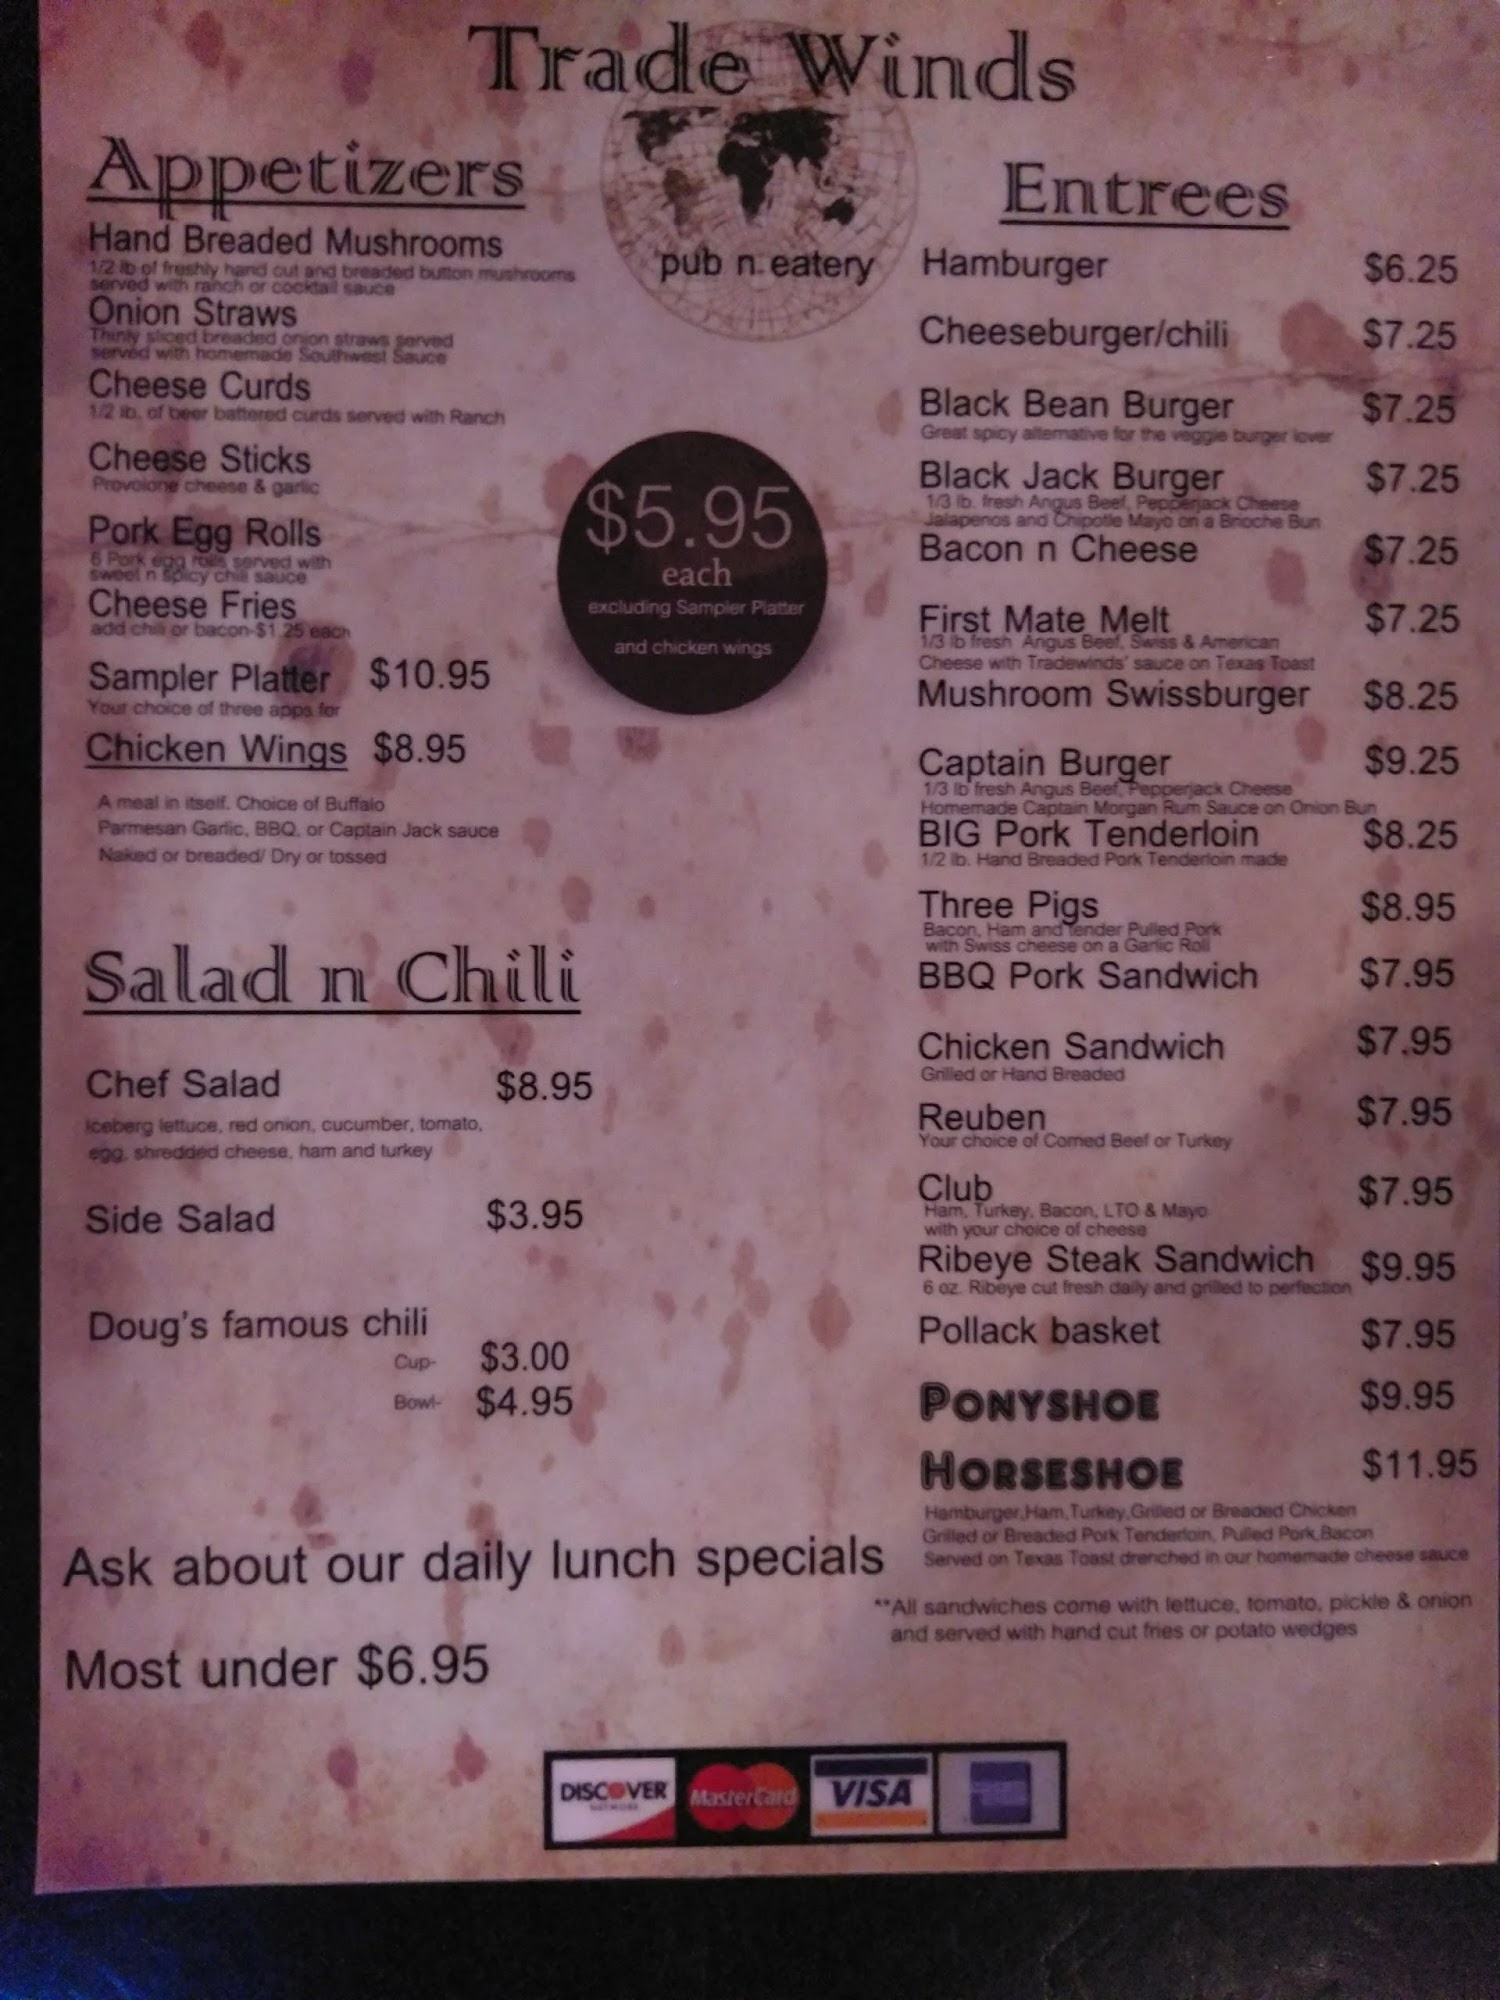 Trade Winds
pub n eatery
Appetizers
Hand Breaded Mushrooms
1/2 lb of freshly hand cut and breaded button mushrooms
served with ranch or cocktail sauce
Onion Straws
Thinly sliced breaded onion straws served
served with homemade Southwest Sauce
Cheese Curds
1/2 lb. of beer battered curds served with Ranch
Cheese Sticks
Provolone cheese & garlic
Pork Egg Rolls
6 Pork egg rolls served with
sweet n spicy chili sauce
Cheese Fries
add chili or bacon-$1.25 each
Sampler Platter $10.95
Your choice of three apps for
Chicken Wings $8.95
A meal in itself. Choice of Buffalo
Parmesan Garlic, BBQ, or Captain Jack sauce
Naked or breaded/ Dry or tossed
$5.95
each
excluding Sampler Platter
and chicken wings
Salad n Chili
Chef Salad $8.95
Iceberg lettuce, red onion, cucumber, tomato,
egg, shredded cheese, ham and turkey
Side Salad $3.95
Doug's famous chili
Cup- $3.00
Bowl- $4.95
Ask about our daily lunch specials
Most under $6.95
Entrees
Hamburger $6.25
Cheeseburger/chili $7.25
Black Bean Burger $7.25
Great spicy alternative for the veggie burger lover
Black Jack Burger $7.25
1/3 lb. fresh Angus Beef, Pepperjack Cheese
Jalapenos and Chipotle Mayo on a Brioche Bun
Bacon n Cheese $7.25
First Mate Melt $7.25
1/3 lb fresh Angus Beef, Swiss & American
Cheese with Tradewinds' sauce on Texas Toast
Mushroom Swissburger $8.25
Captain Burger $9.25
1/3 lb fresh Angus Beef, Pepperjack Cheese
Homemade Captain Morgan Rum Sauce on Onion Bun
BIG Pork Tenderloin $8.25
1/2 lb. Hand Breaded Pork Tenderloin made
Three Pigs $8.95
Bacon, Ham and tender Pulled Pork
with Swiss cheese on a Garlic Roll
BBQ Pork Sandwich $7.95
Chicken Sandwich $7.95
Grilled or Hand Breaded
Reuben $7.95
Your choice of Corned Beef or Turkey
Club $7.95
Ham, Turkey, Bacon, LTO & Mayo
with your choice of cheese
Ribeye Steak Sandwich $9.95
6 oz. Ribeye cut fresh daily and grilled to perfection
Pollack basket $7.95
PONYSHOE $9.95
HORSESHOE $11.95
Hamburger,Ham,Turkey,Grilled or Breaded Chicken
Grilled or Breaded Pork Tenderloin, Pulled Pork,Bacon
Served on Texas Toast drenched in our homemade cheese sauce
**All sandwiches come with lettuce, tomato, pickle & onion
and served with hand cut fries or potato wedges
DISCOVER
NETWORK
MasterCard
VISA